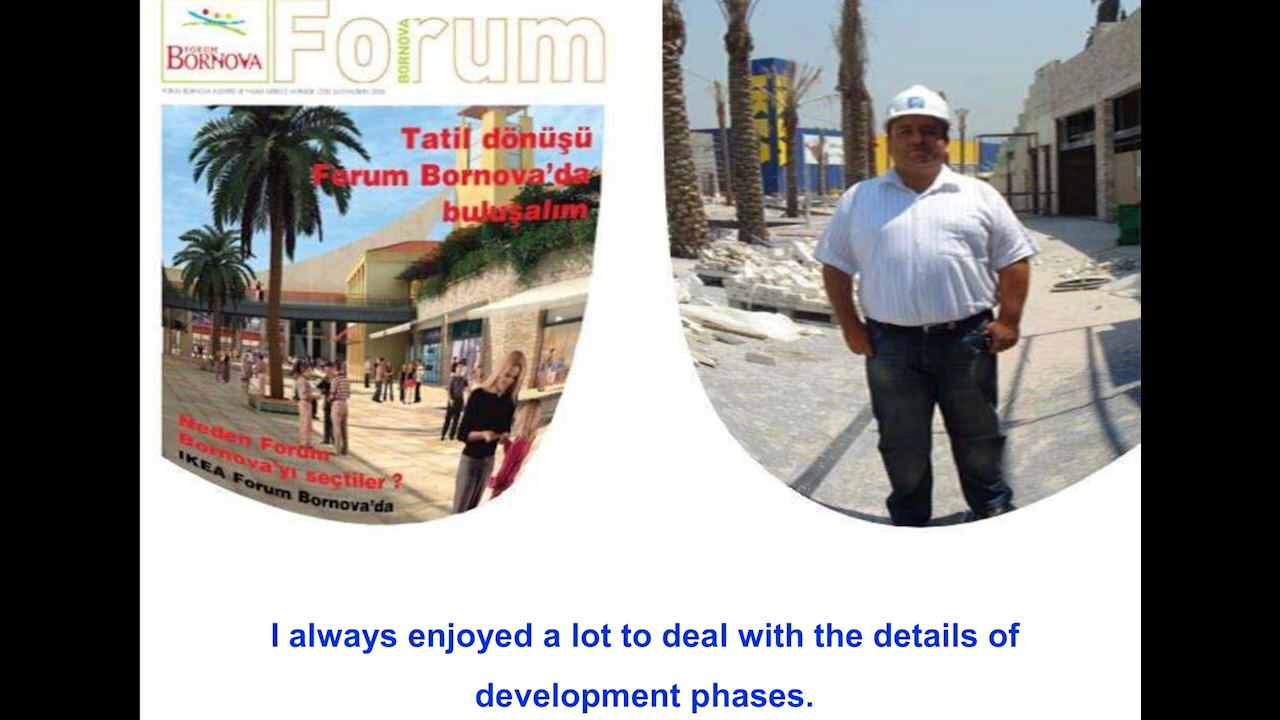 FORUM
BORNOVA
Forum
BORNOVA
Tatil dönüşü
Forum Bornova'da
buluşalım
Neden Forum
Bornova'yı seçtiler ?
IKEA Forum Bornova'da
I always enjoyed a lot to deal with the details of
development phases.